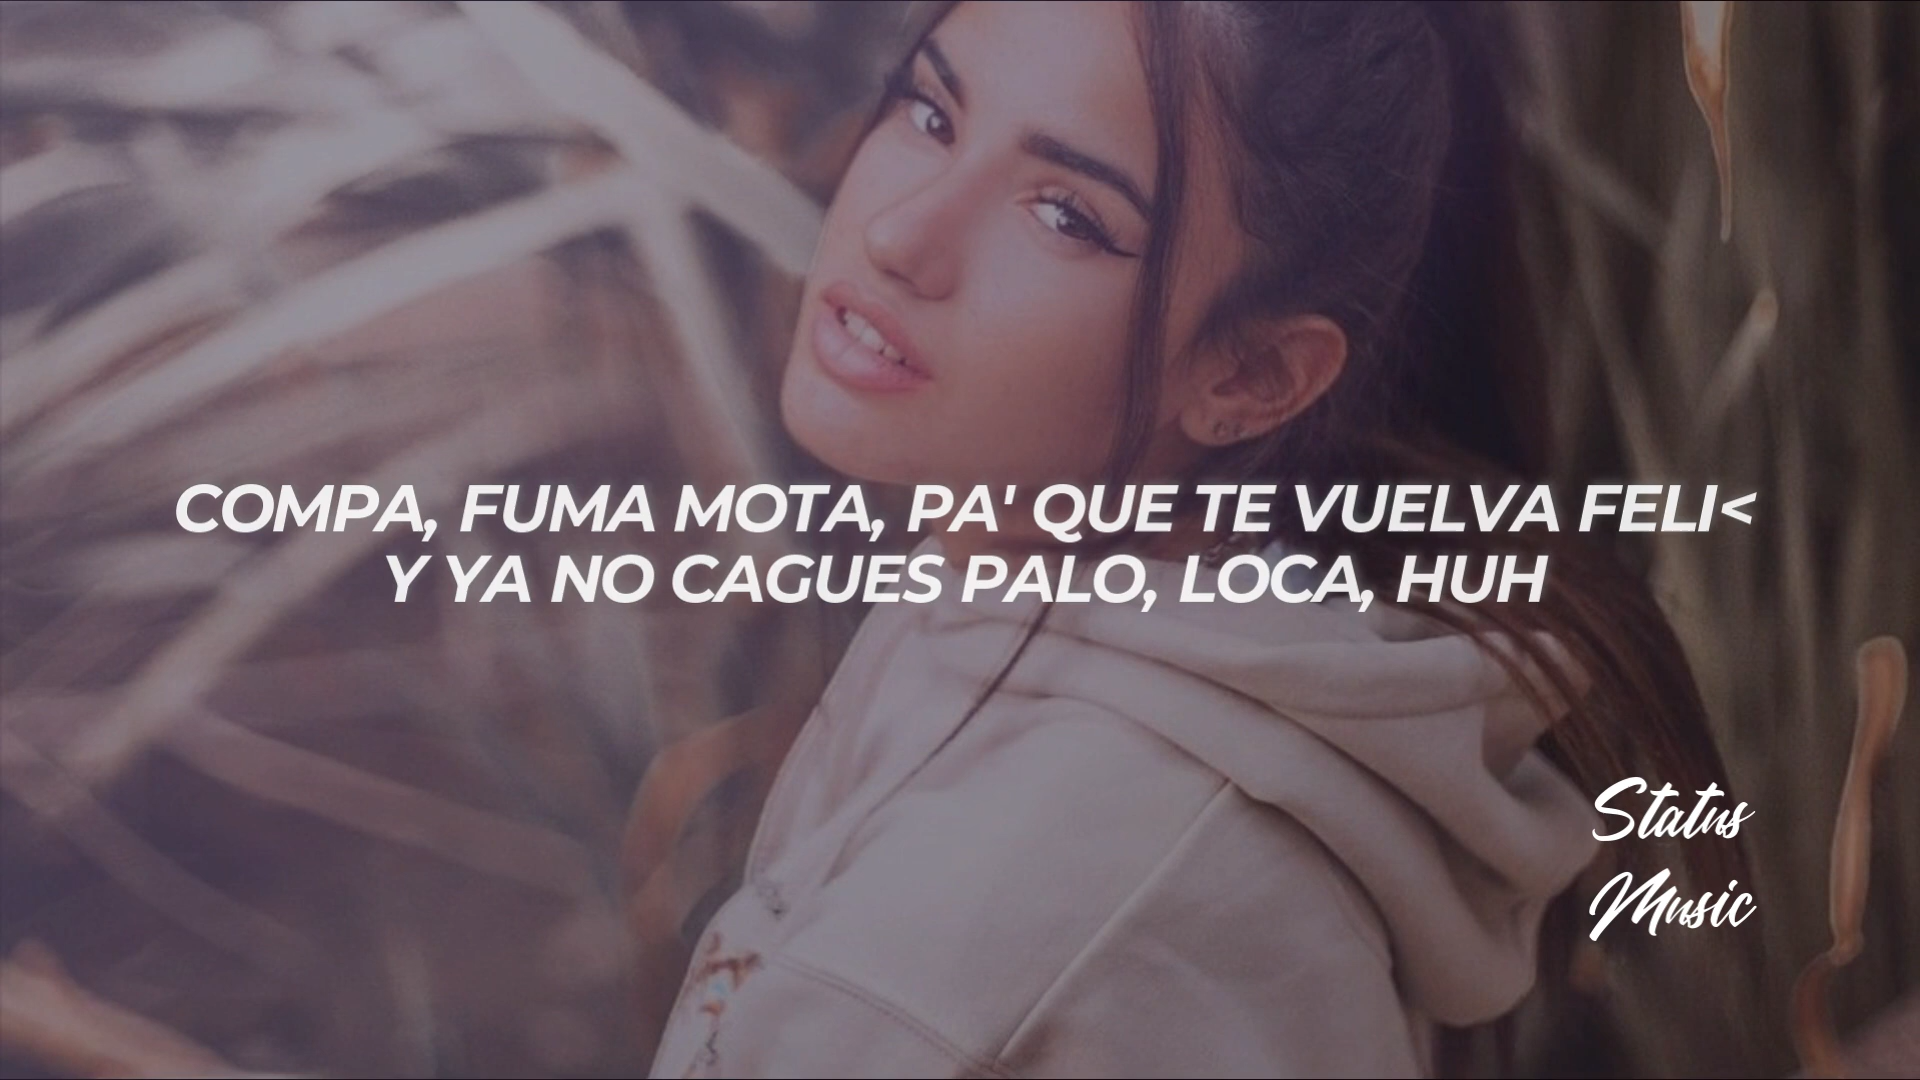 COMPA, FUMA MOTA, PA' QUE TE VUELVA FELI<
Y YA NO CAGUES PALO, LOCA, HUH
Status
Music